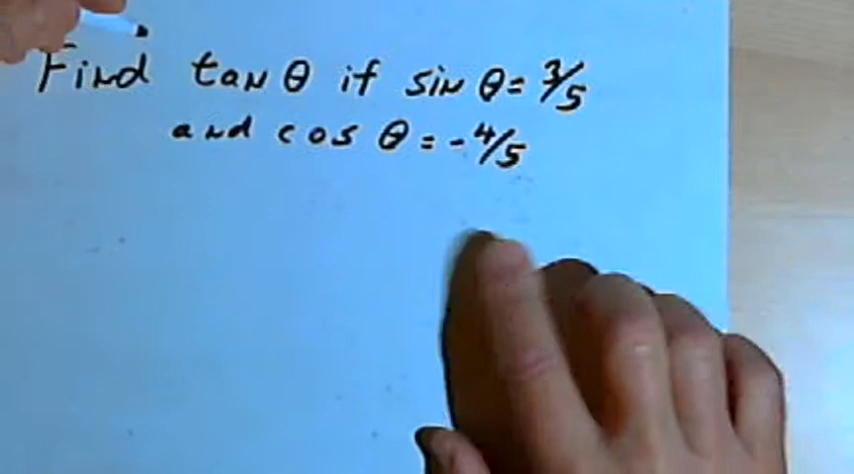 Find tan θ if sin θ = 3/5
and cos θ = -4/5